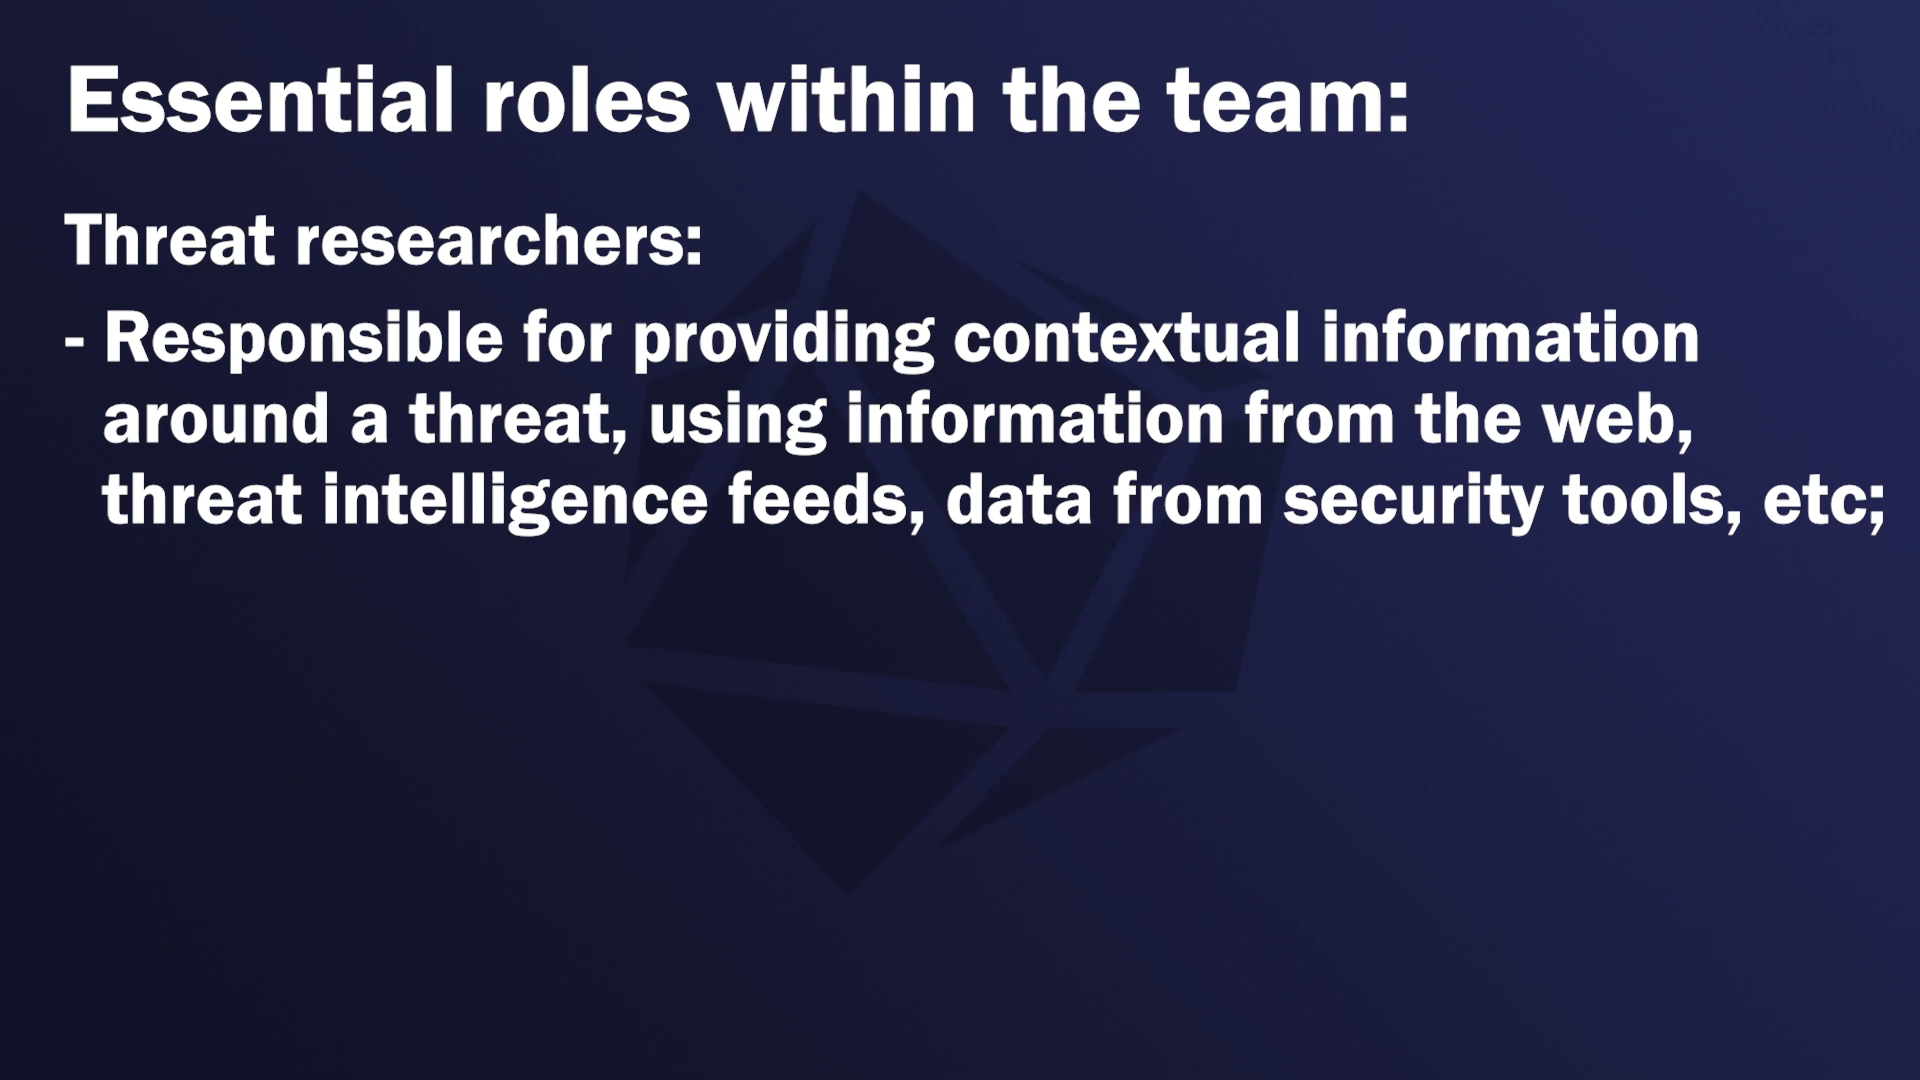 Essential roles within the team:
Threat researchers:
- Responsible for providing contextual information
around a threat, using information from the web,
threat intelligence feeds, data from security tools, etc;